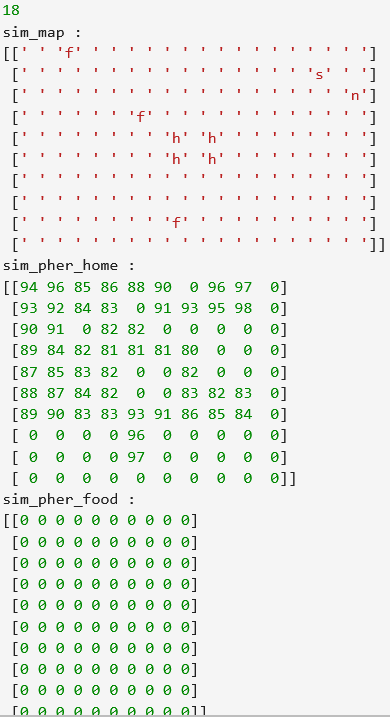 18
sim_map :
[[' ' 'f' ' ' ' ' ' ' ' ' ' ' ' ' ' ' ' ']
 [' ' ' ' ' ' ' ' ' ' ' ' ' ' ' ' 's' ' ']
 [' ' ' ' ' ' ' ' ' ' ' ' ' ' ' ' ' ' 'n']
 [' ' ' ' ' ' 'f' ' ' ' ' ' ' ' ' ' ' ' ']
 [' ' ' ' ' ' ' ' 'h' 'h' ' ' ' ' ' ' ' ']
 [' ' ' ' ' ' ' ' 'h' 'h' ' ' ' ' ' ' ' ']
 [' ' ' ' ' ' ' ' ' ' ' ' ' ' ' ' ' ' ' ']
 [' ' ' ' ' ' ' ' ' ' ' ' ' ' ' ' ' ' ' ']
 [' ' ' ' ' ' ' ' 'f' ' ' ' ' ' ' ' ' ' ']
 [' ' ' ' ' ' ' ' ' ' ' ' ' ' ' ' ' ' ' ']]
sim_pher_home :
[[94 96 85 86 88 90  0 96 97  0]
 [93 92 84 83  0 91 93 95 98  0]
 [90 91  0 82 82  0  0  0  0  0]
 [89 84 82 81 81 81 80  0  0  0]
 [87 85 83 82  0  0 82  0  0  0]
 [88 87 84 82  0  0 83 82 83  0]
 [89 90 83 83 93 91 86 85 84  0]
 [ 0  0  0  0 96  0  0  0  0  0]
 [ 0  0  0  0 97  0  0  0  0  0]
 [ 0  0  0  0  0  0  0  0  0  0]]
sim_pher_food :
[[0 0 0 0 0 0 0 0 0 0]
 [0 0 0 0 0 0 0 0 0 0]
 [0 0 0 0 0 0 0 0 0 0]
 [0 0 0 0 0 0 0 0 0 0]
 [0 0 0 0 0 0 0 0 0 0]
 [0 0 0 0 0 0 0 0 0 0]
 [0 0 0 0 0 0 0 0 0 0]
 [0 0 0 0 0 0 0 0 0 0]
 [0 0 0 0 0 0 0 0 0 0]
 [0 0 0 0 0 0 0 0 0 0]]